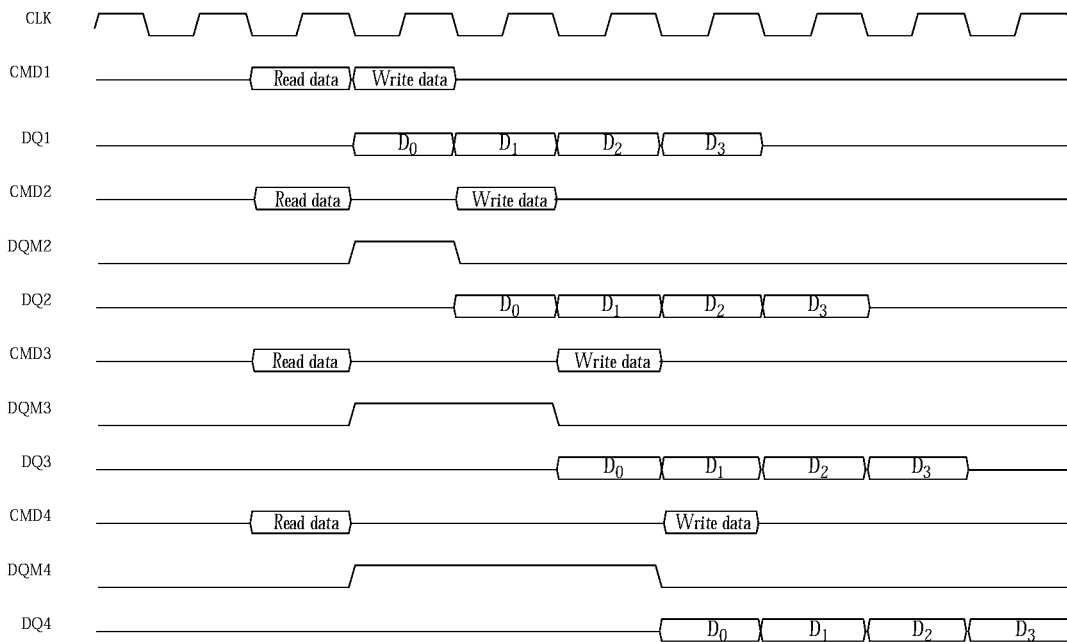 CLK
CMD1 Read data Write data
DQ1 D0 D1 D2 D3
CMD2 Read data Write data
DQM2
DQ2 D0 D1 D2 D3
CMD3 Read data Write data
DQM3
DQ3 D0 D1 D2 D3
CMD4 Read data Write data
DQM4
DQ4 D0 D1 D2 D3